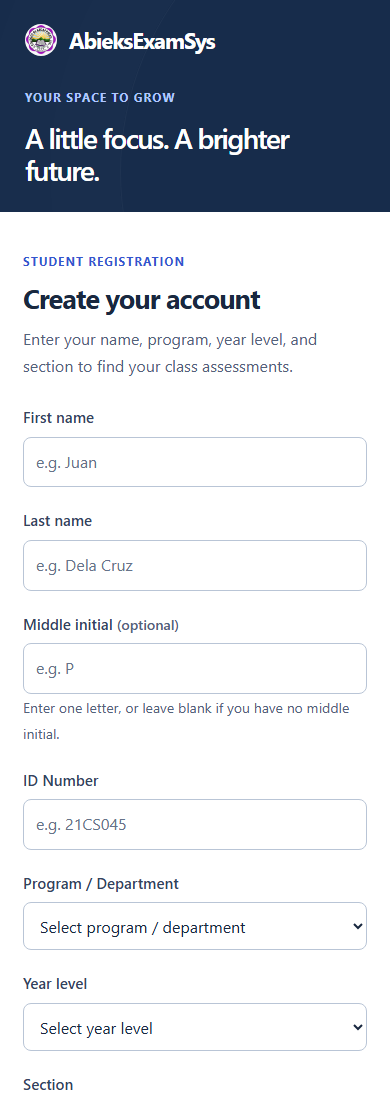 AbieksExamSys
YOUR SPACE TO GROW
A little focus. A brighter
future.
STUDENT REGISTRATION
Create your account
Enter your name, program, year level, and
section to find your class assessments.
First name
e.g. Juan
Last name
e.g. Dela Cruz
Middle initial (optional)
e.g. P
Enter one letter, or leave blank if you have no middle
initial.
ID Number
e.g. 21CS045
Program / Department
Select program / department
Year level
Select year level
Section